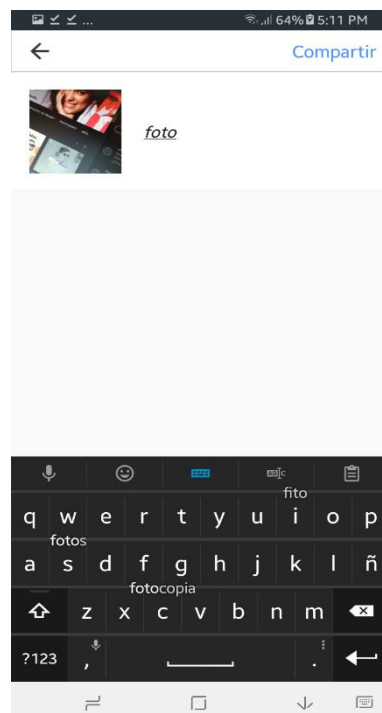 ... 64% 5:11 PM
Compartir
foto
fito
q w e r t y u i o p
fotos
a s d f g h j k l ñ
fotocopia
z x c v b n m
?123 , .